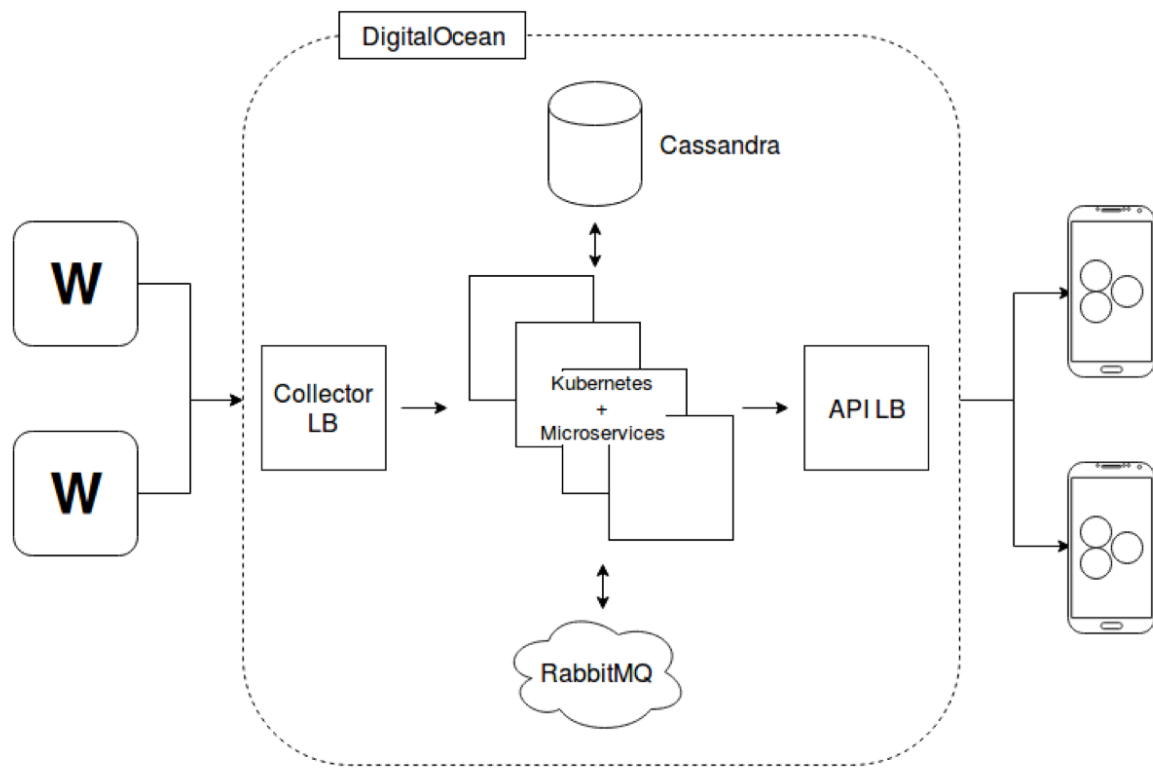 DigitalOcean
Cassandra
W
W
Collector
LB
Kubernetes
+
Microservices
API LB
RabbitMQ